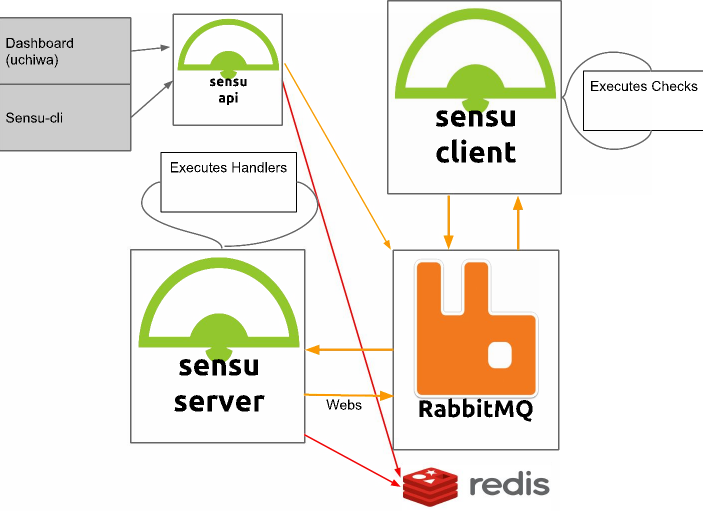 Dashboard
(uchiwa)
Sensu-cli
sensu
api
sensu
client
Executes Checks
Executes Handlers
sensu
server
Webs
RabbitMQ
redis